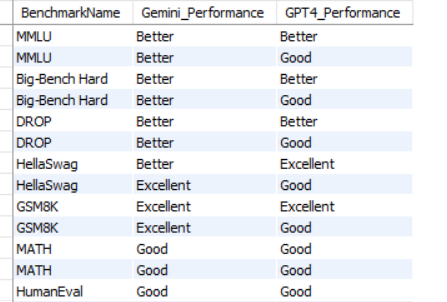 BenchmarkName Gemini_Performance GPT4_Performance
MMLU Better Better
MMLU Better Good
Big-Bench Hard Better Better
Big-Bench Hard Better Good
DROP Better Better
DROP Better Good
HellaSwag Better Excellent
HellaSwag Excellent Good
GSM8K Excellent Excellent
GSM8K Excellent Good
MATH Good Good
MATH Good Good
HumanEval Good Good